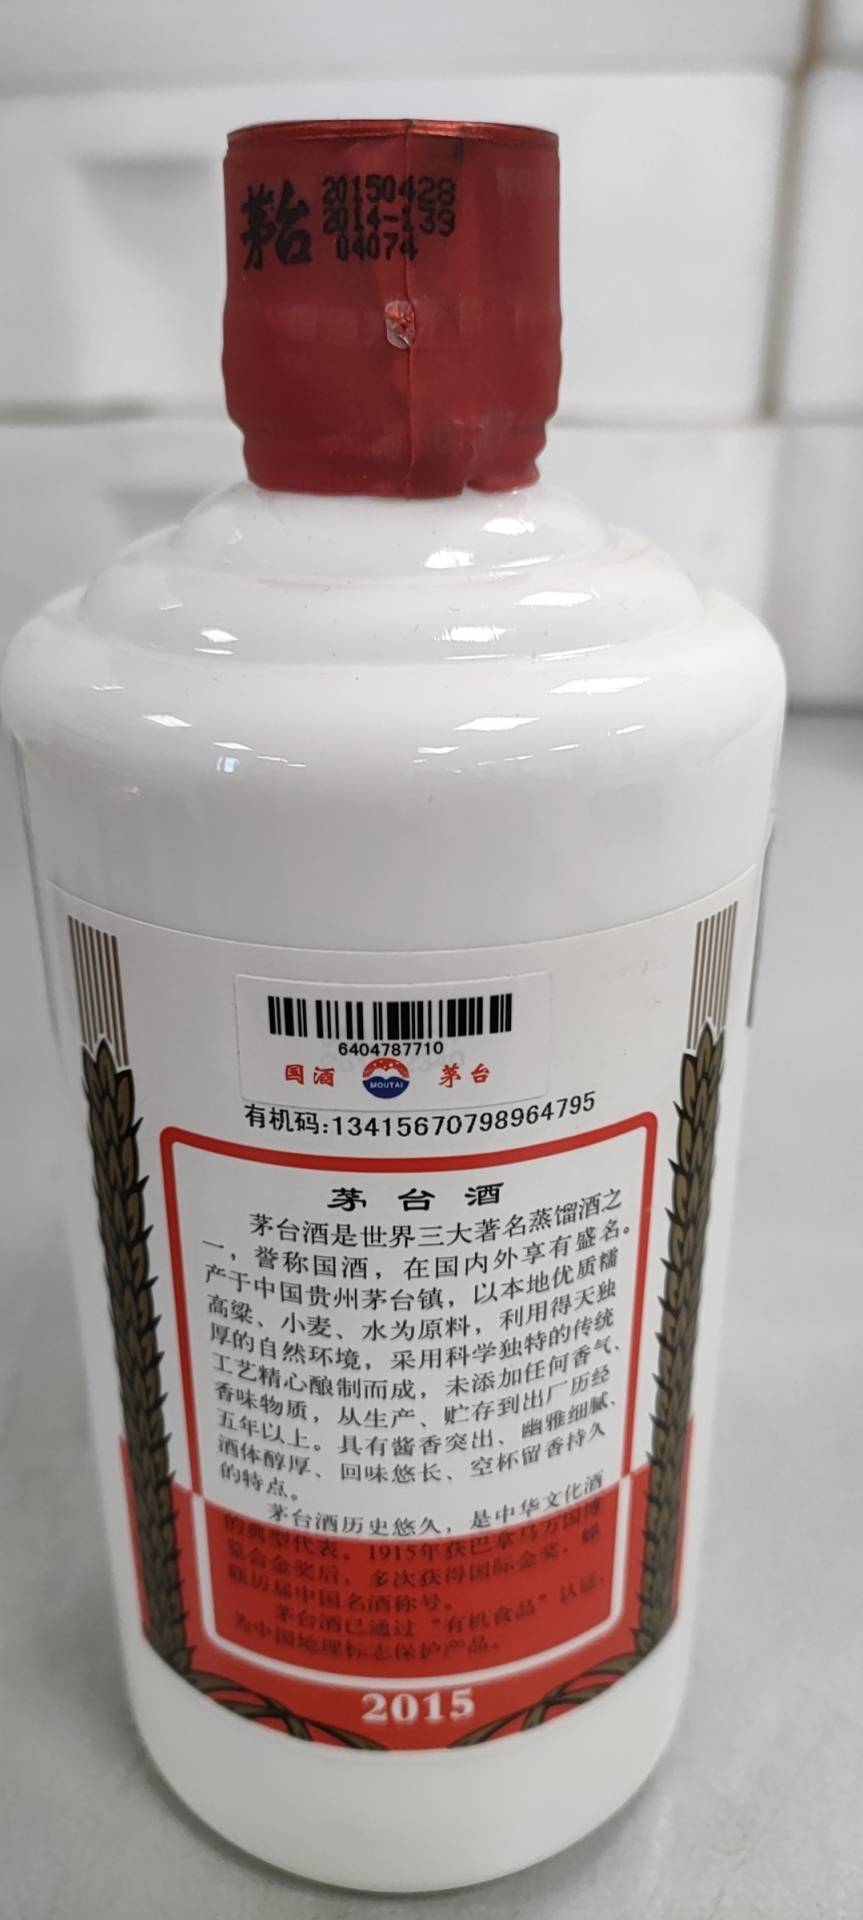 茅台
20150428
2014-139
04074
6404787710
国酒 MOUTAI 茅台
有机码:13415670798964795
茅台酒
茅台酒是世界三大著名蒸馏酒之
一，誉称国酒，在国内外享有盛名。
产于中国贵州茅台镇，以本地优质糯
高粱、小麦、水为原料，利用得天独
厚的自然环境，采用科学独特的传统
工艺精心酿制而成，未添加任何香气、
香味物质，从生产、贮存到出厂历经
五年以上。具有酱香突出、幽雅细腻、
酒体醇厚、回味悠长、空杯留香持久
的特点。
茅台酒历史悠久，是中华文化酒
的典型代表。1915年获巴拿马万国博
览会金奖后，多次获得国际金奖，蝉
联历届中国名酒称号。
茅台酒已通过“有机食品”认证、
为中国地理标志保护产品。
2015